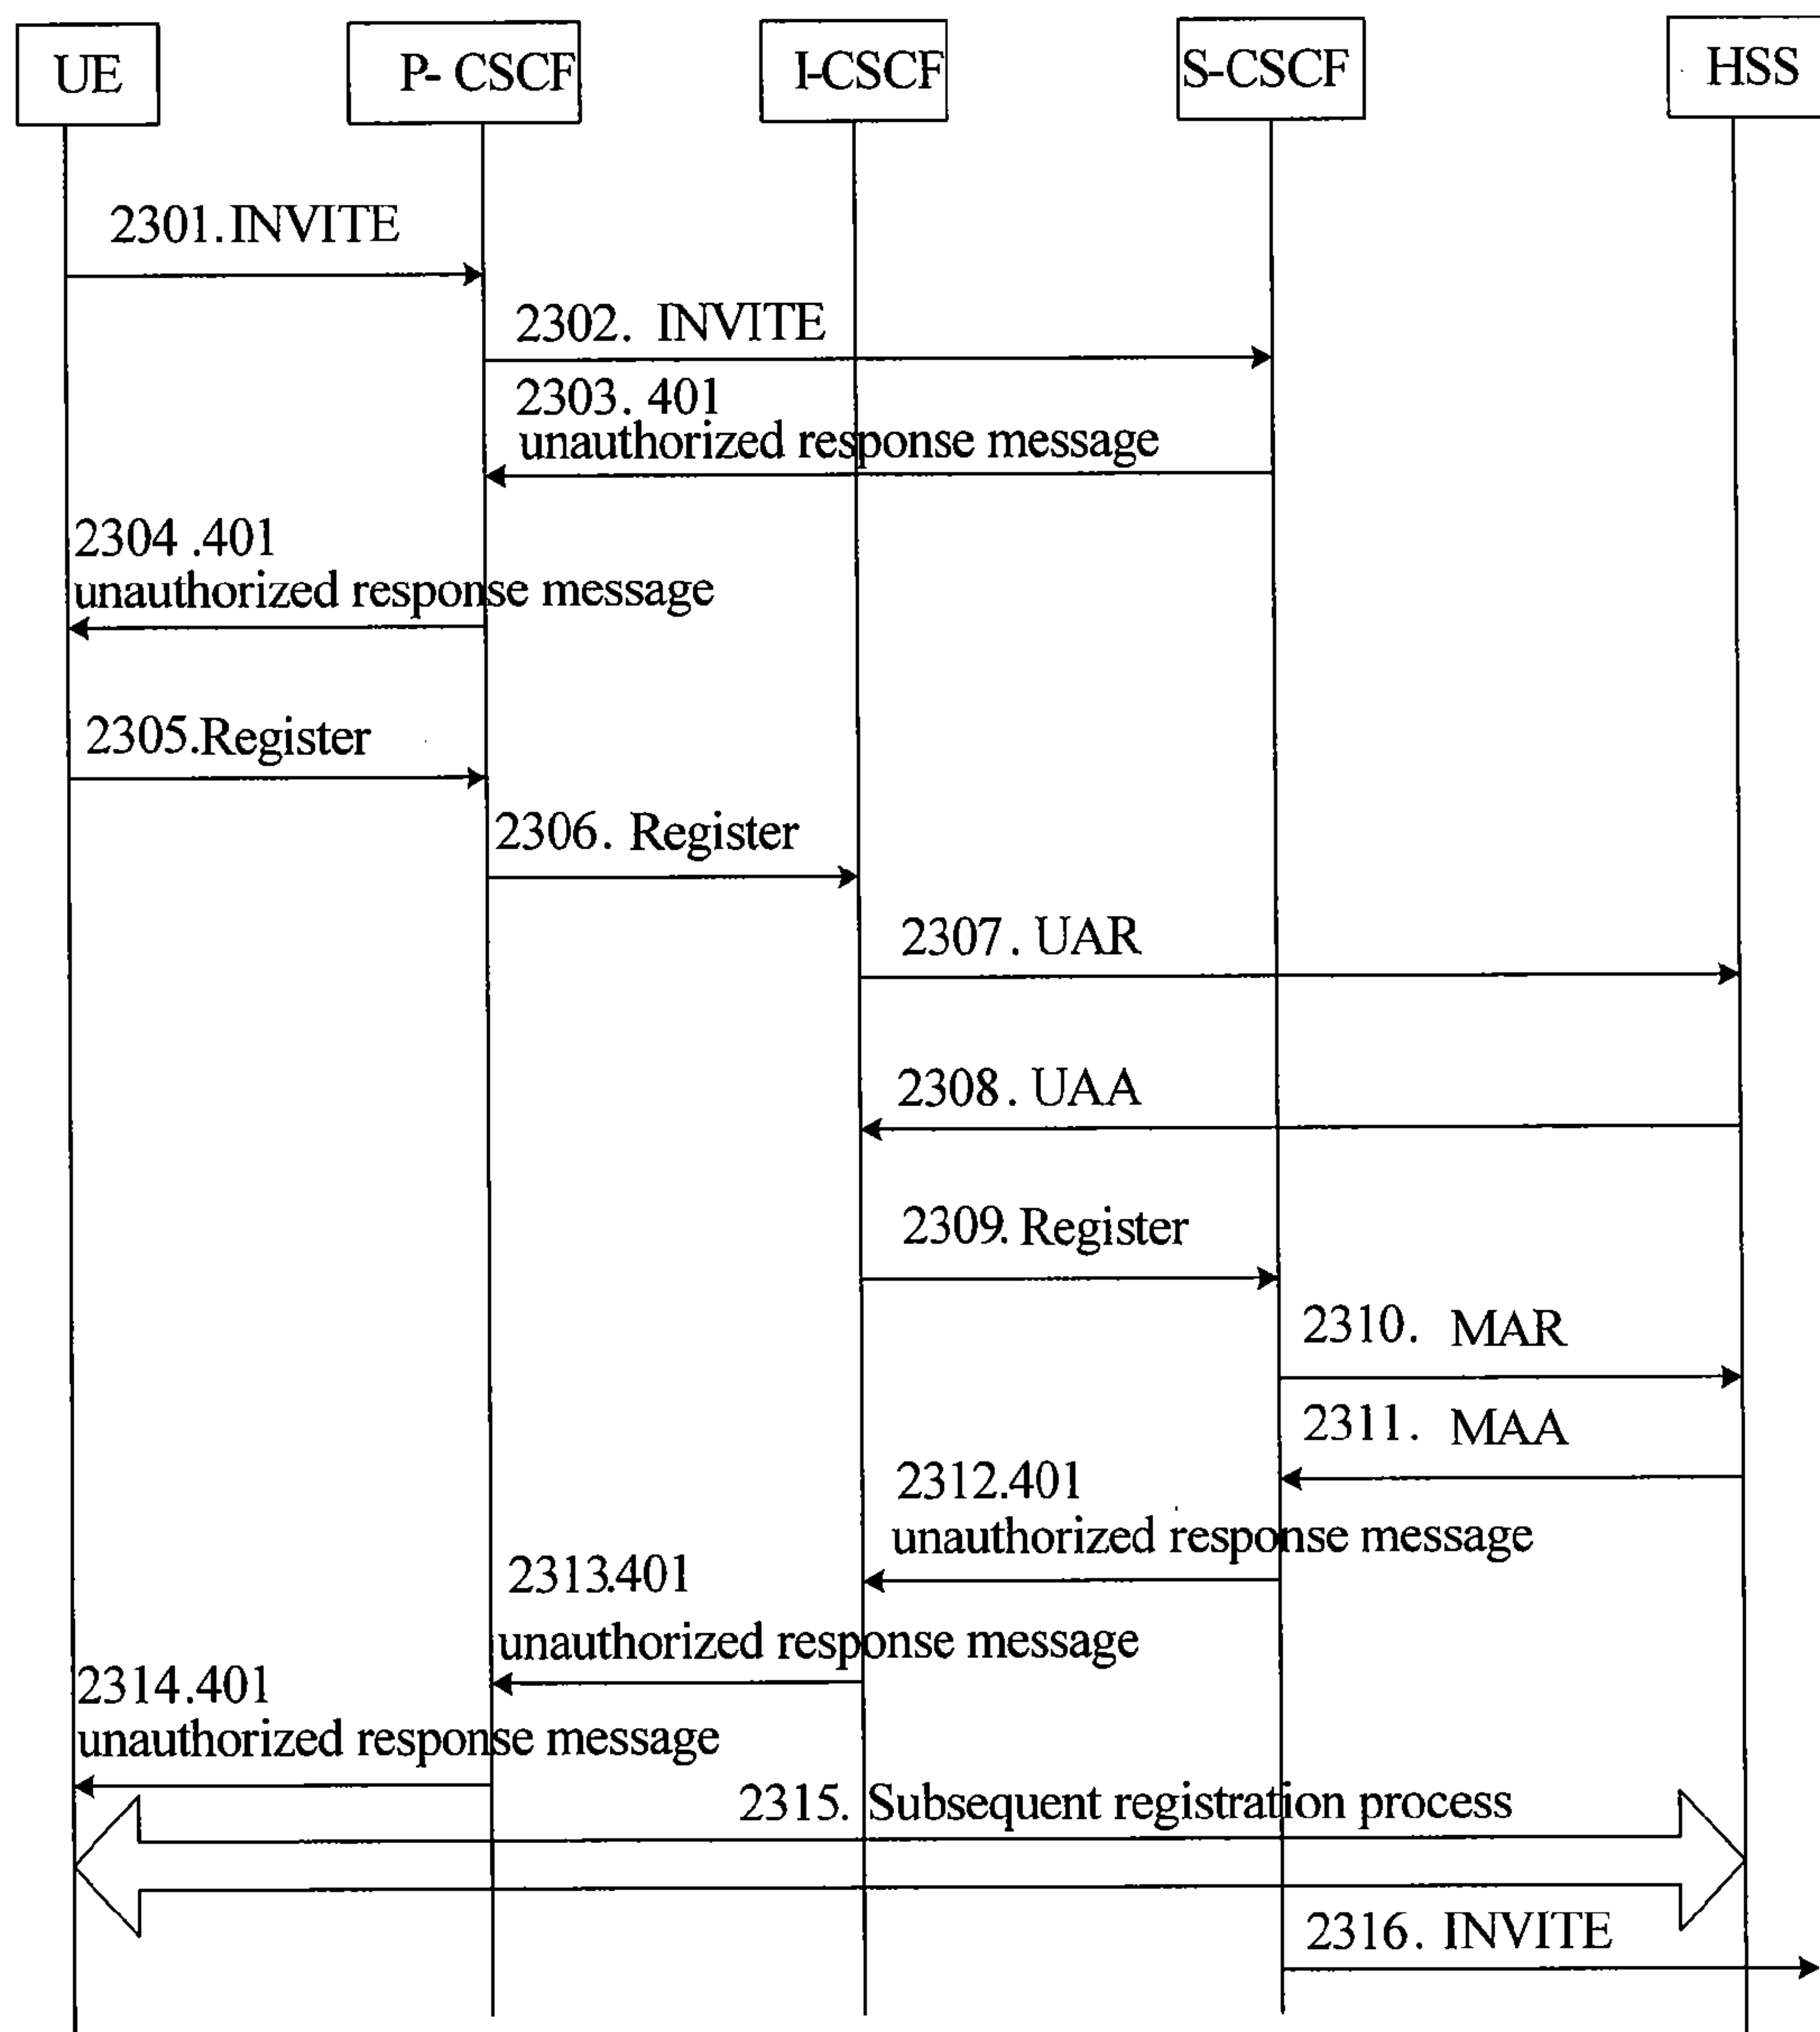 UE P- CSCF I-CSCF S-CSCF HSS
2301.INVITE
2302. INVITE
2303. 401
unauthorized response message
2304 .401
unauthorized response message
2305.Register
2306. Register
2307. UAR
2308. UAA
2309. Register
2310. MAR
2311. MAA
2312.401
unauthorized response message
2313.401
unauthorized response message
2314.401
unauthorized response message
2315. Subsequent registration process
2316. INVITE